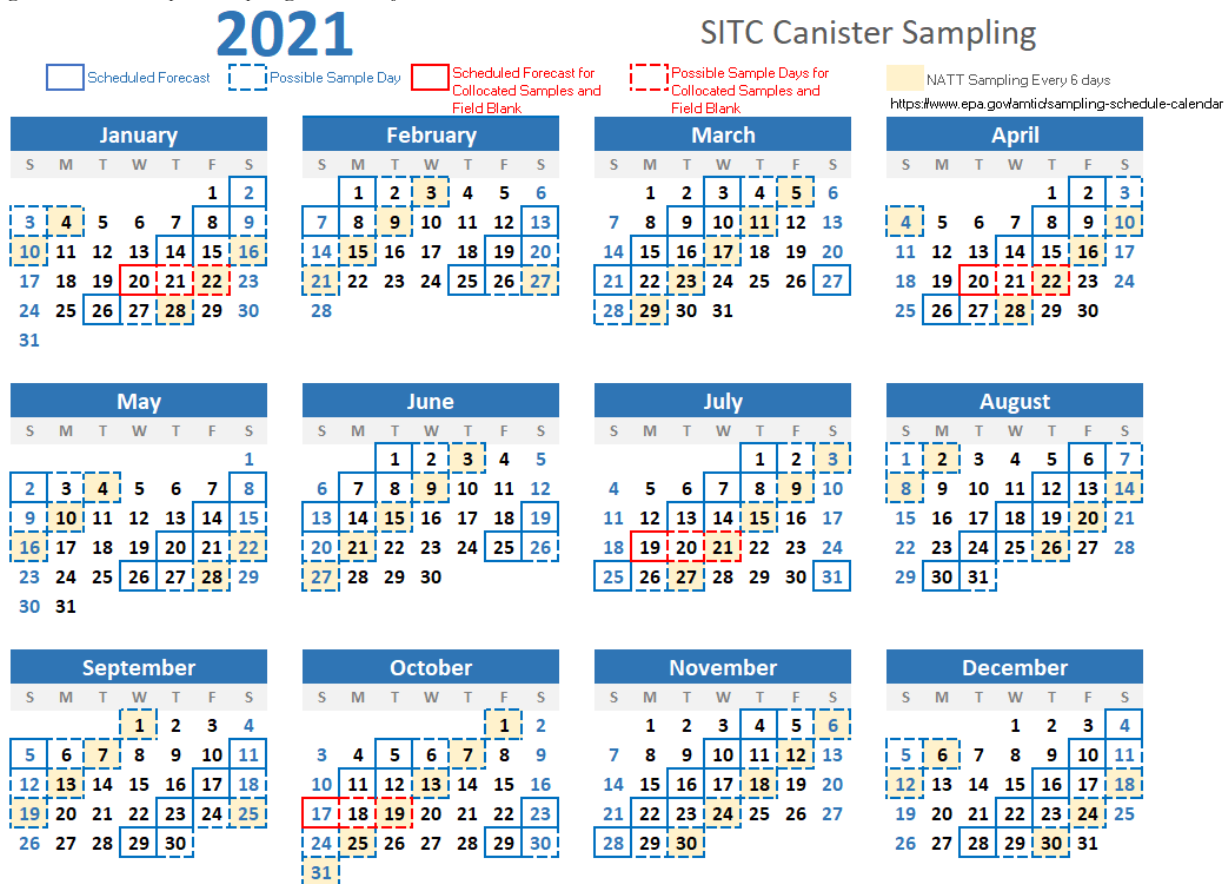 2021
SITC Canister Sampling
Scheduled Forecast
Possible Sample Day
Scheduled Forecast for
Collocated Samples and
Field Blank
Possible Sample Days for
Collocated Samples and
Field Blank
NATT Sampling Every 6 days
https://www.epa.gov/amtic/sampling-schedule-calendar
January
S M T W T F S
1 2
3 4 5 6 7 8 9
10 11 12 13 14 15 16
17 18 19 20 21 22 23
24 25 26 27 28 29 30
31
February
S M T W T F S
1 2 3 4 5 6
7 8 9 10 11 12 13
14 15 16 17 18 19 20
21 22 23 24 25 26 27
28
March
S M T W T F S
1 2 3 4 5 6
7 8 9 10 11 12 13
14 15 16 17 18 19 20
21 22 23 24 25 26 27
28 29 30 31
April
S M T W T F S
1 2 3
4 5 6 7 8 9 10
11 12 13 14 15 16 17
18 19 20 21 22 23 24
25 26 27 28 29 30
May
S M T W T F S
1
2 3 4 5 6 7 8
9 10 11 12 13 14 15
16 17 18 19 20 21 22
23 24 25 26 27 28 29
30 31
June
S M T W T F S
1 2 3 4 5
6 7 8 9 10 11 12
13 14 15 16 17 18 19
20 21 22 23 24 25 26
27 28 29 30
July
S M T W T F S
1 2 3
4 5 6 7 8 9 10
11 12 13 14 15 16 17
18 19 20 21 22 23 24
25 26 27 28 29 30 31
August
S M T W T F S
1 2 3 4 5 6 7
8 9 10 11 12 13 14
15 16 17 18 19 20 21
22 23 24 25 26 27 28
29 30 31
September
S M T W T F S
1 2 3 4
5 6 7 8 9 10 11
12 13 14 15 16 17 18
19 20 21 22 23 24 25
26 27 28 29 30
October
S M T W T F S
1 2
3 4 5 6 7 8 9
10 11 12 13 14 15 16
17 18 19 20 21 22 23
24 25 26 27 28 29 30
31
November
S M T W T F S
1 2 3 4 5 6
7 8 9 10 11 12 13
14 15 16 17 18 19 20
21 22 23 24 25 26 27
28 29 30
December
S M T W T F S
1 2 3 4
5 6 7 8 9 10 11
12 13 14 15 16 17 18
19 20 21 22 23 24 25
26 27 28 29 30 31